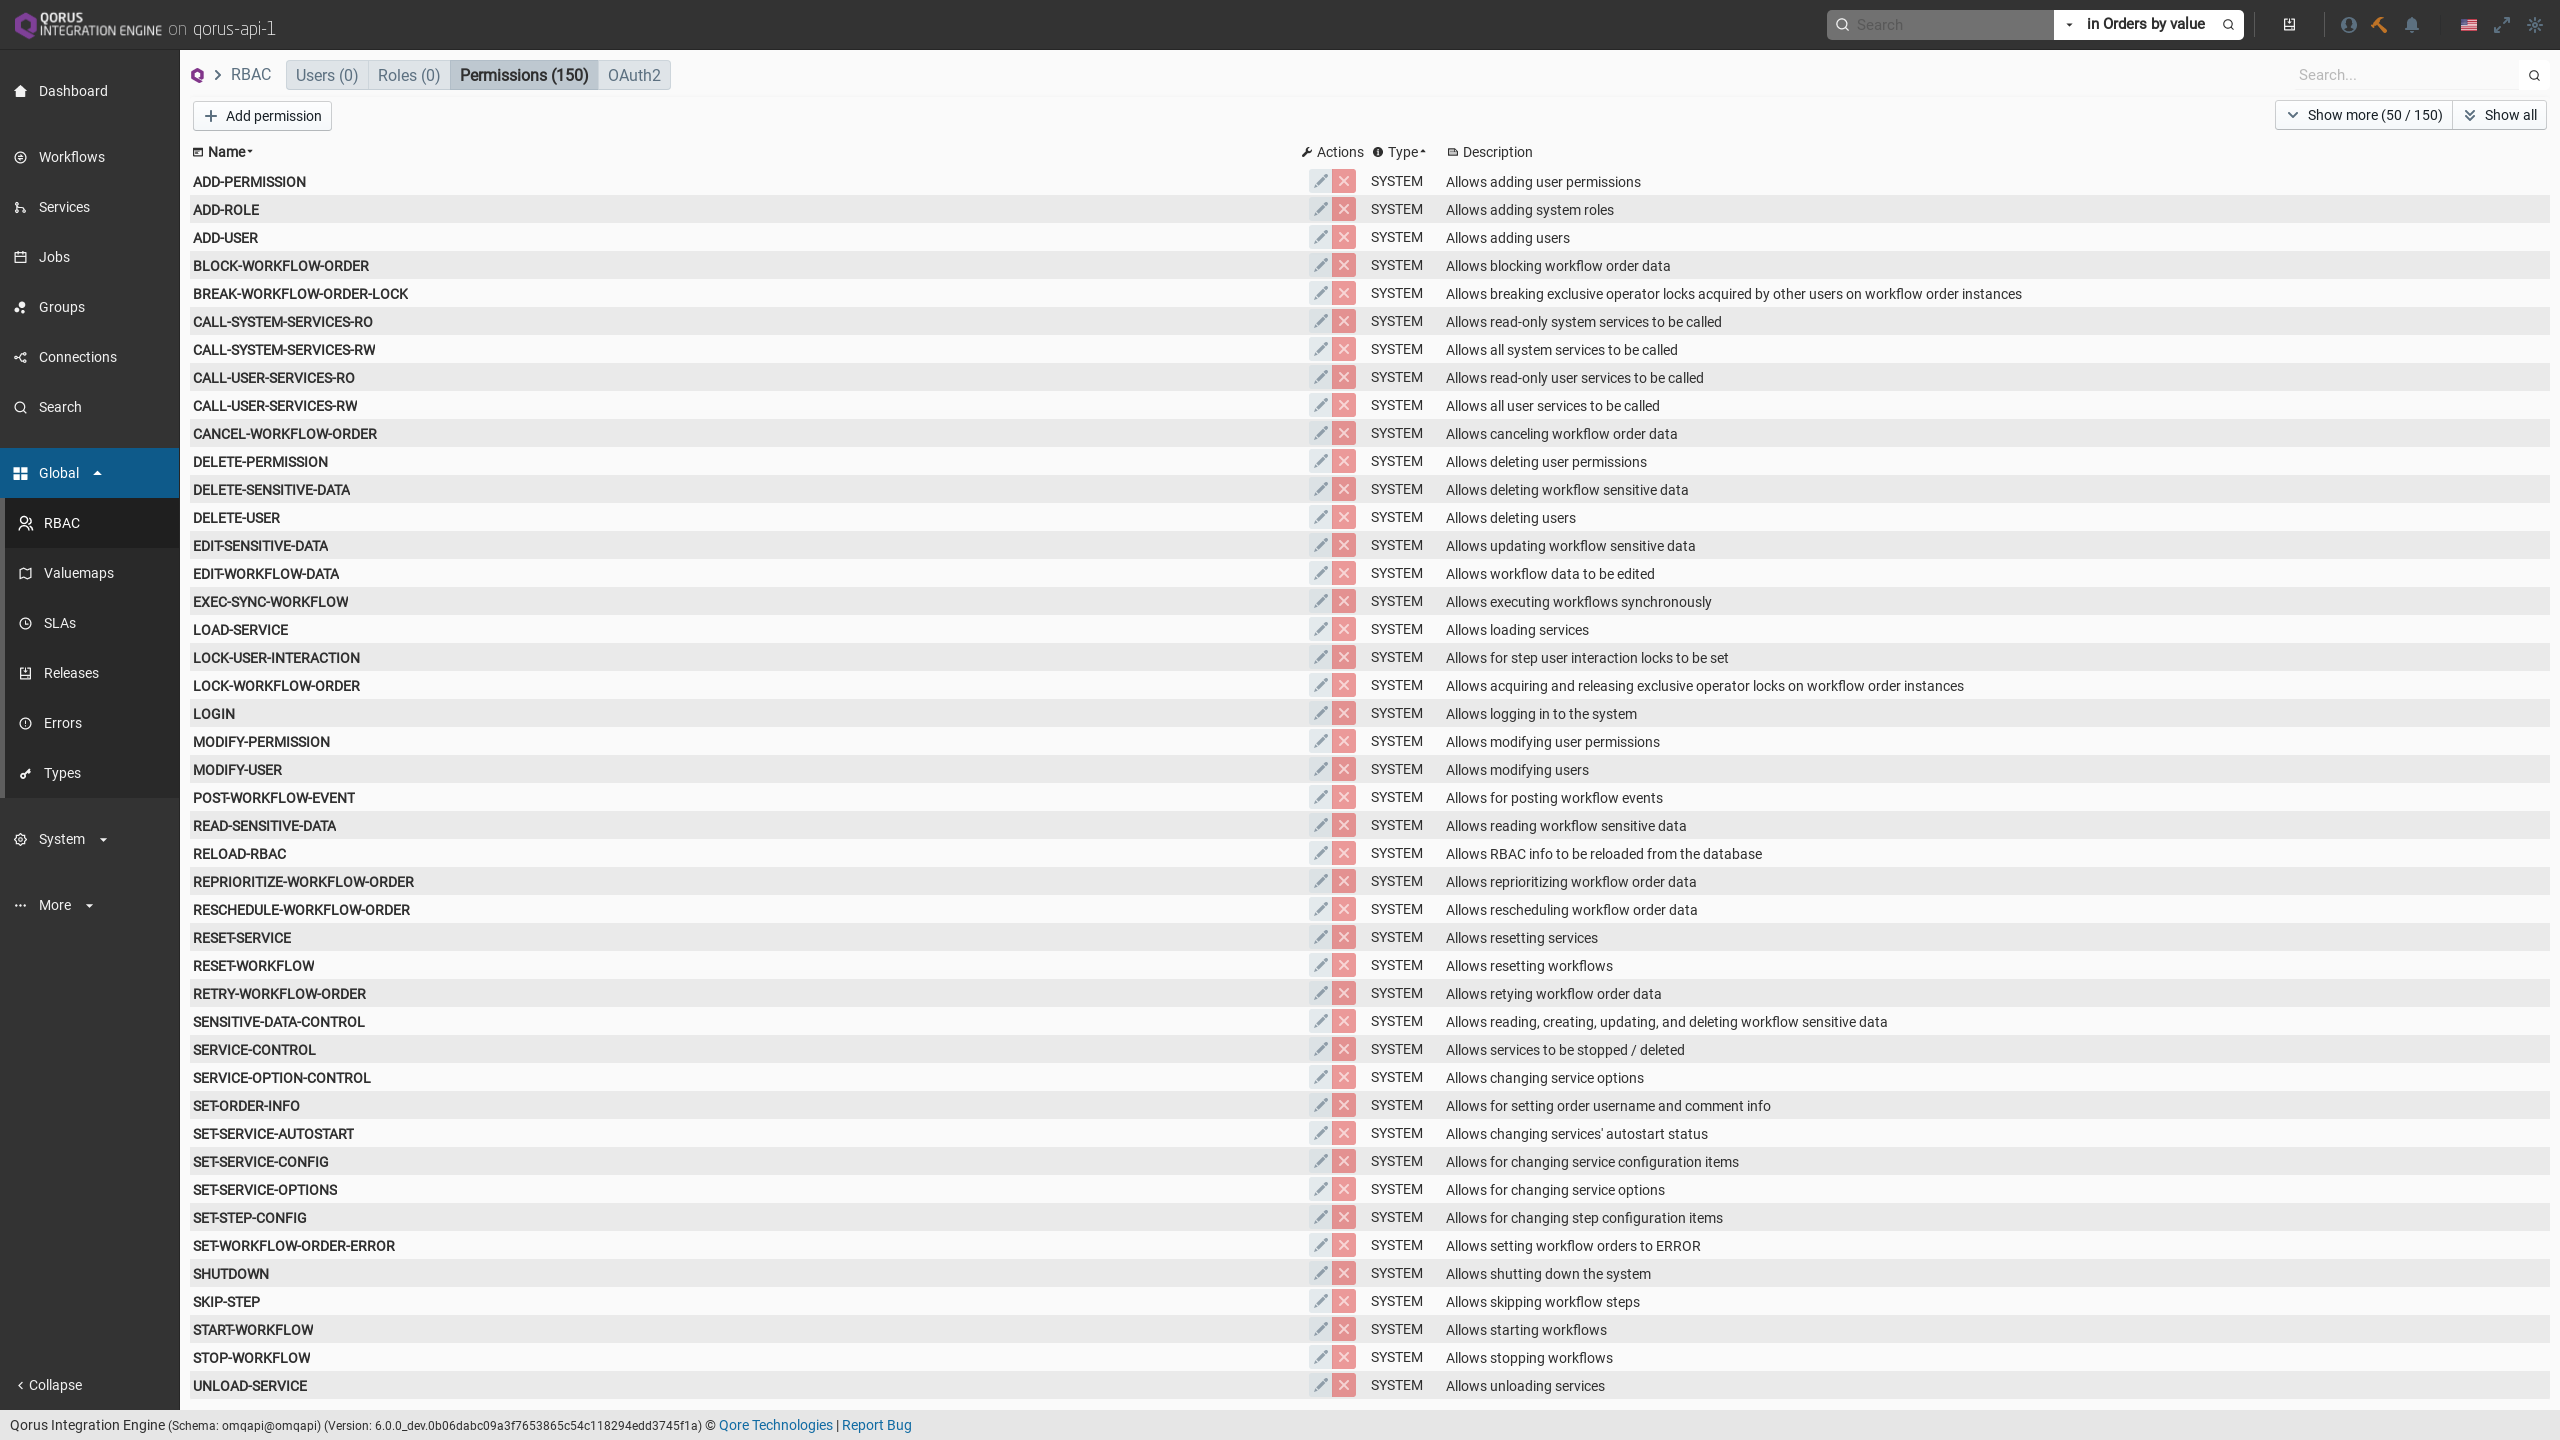 QORUS
INTEGRATION ENGINE on qorus-api-1
Search
in Orders by value
RBAC
Users (0)
Roles (0)
Permissions (150)
OAuth2
Search...
Add permission
Show more (50 / 150)
Show all
Dashboard
Workflows
Services
Jobs
Groups
Connections
Search
Global
RBAC
Valuemaps
SLAs
Releases
Errors
Types
System
More
Collapse
Name Actions Type Description
ADD-PERMISSION SYSTEM Allows adding user permissions
ADD-ROLE SYSTEM Allows adding system roles
ADD-USER SYSTEM Allows adding users
BLOCK-WORKFLOW-ORDER SYSTEM Allows blocking workflow order data
BREAK-WORKFLOW-ORDER-LOCK SYSTEM Allows breaking exclusive operator locks acquired by other users on workflow order instances
CALL-SYSTEM-SERVICES-RO SYSTEM Allows read-only system services to be called
CALL-SYSTEM-SERVICES-RW SYSTEM Allows all system services to be called
CALL-USER-SERVICES-RO SYSTEM Allows read-only user services to be called
CALL-USER-SERVICES-RW SYSTEM Allows all user services to be called
CANCEL-WORKFLOW-ORDER SYSTEM Allows canceling workflow order data
DELETE-PERMISSION SYSTEM Allows deleting user permissions
DELETE-SENSITIVE-DATA SYSTEM Allows deleting workflow sensitive data
DELETE-USER SYSTEM Allows deleting users
EDIT-SENSITIVE-DATA SYSTEM Allows updating workflow sensitive data
EDIT-WORKFLOW-DATA SYSTEM Allows workflow data to be edited
EXEC-SYNC-WORKFLOW SYSTEM Allows executing workflows synchronously
LOAD-SERVICE SYSTEM Allows loading services
LOCK-USER-INTERACTION SYSTEM Allows for step user interaction locks to be set
LOCK-WORKFLOW-ORDER SYSTEM Allows acquiring and releasing exclusive operator locks on workflow order instances
LOGIN SYSTEM Allows logging in to the system
MODIFY-PERMISSION SYSTEM Allows modifying user permissions
MODIFY-USER SYSTEM Allows modifying users
POST-WORKFLOW-EVENT SYSTEM Allows for posting workflow events
READ-SENSITIVE-DATA SYSTEM Allows reading workflow sensitive data
RELOAD-RBAC SYSTEM Allows RBAC info to be reloaded from the database
REPRIORITIZE-WORKFLOW-ORDER SYSTEM Allows reprioritizing workflow order data
RESCHEDULE-WORKFLOW-ORDER SYSTEM Allows rescheduling workflow order data
RESET-SERVICE SYSTEM Allows resetting services
RESET-WORKFLOW SYSTEM Allows resetting workflows
RETRY-WORKFLOW-ORDER SYSTEM Allows retying workflow order data
SENSITIVE-DATA-CONTROL SYSTEM Allows reading, creating, updating, and deleting workflow sensitive data
SERVICE-CONTROL SYSTEM Allows services to be stopped / deleted
SERVICE-OPTION-CONTROL SYSTEM Allows changing service options
SET-ORDER-INFO SYSTEM Allows for setting order username and comment info
SET-SERVICE-AUTOSTART SYSTEM Allows changing services' autostart status
SET-SERVICE-CONFIG SYSTEM Allows for changing service configuration items
SET-SERVICE-OPTIONS SYSTEM Allows for changing service options
SET-STEP-CONFIG SYSTEM Allows for changing step configuration items
SET-WORKFLOW-ORDER-ERROR SYSTEM Allows setting workflow orders to ERROR
SHUTDOWN SYSTEM Allows shutting down the system
SKIP-STEP SYSTEM Allows skipping workflow steps
START-WORKFLOW SYSTEM Allows starting workflows
STOP-WORKFLOW SYSTEM Allows stopping workflows
UNLOAD-SERVICE SYSTEM Allows unloading services
Qorus Integration Engine (Schema: omqapi@omqapi) (Version: 6.0.0_dev.0b06dabc09a3f7653865c54c118294edd3745f1a) © Qore Technologies | Report Bug